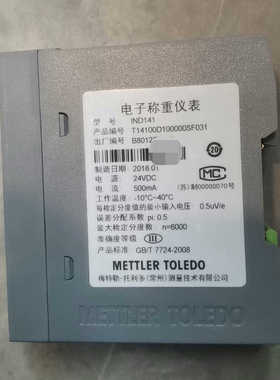 电子称重仪表
型 号 IND141
产品编号 T14100D100000SF031
出厂编号 B8012
制造日期 2018.01
电 源 24VDC
电 流 500mA
(苏)制00000070号
工作温度: -10°C~40°C
每检定分度值的最小输入电压: 0.5uV/e
误差分配系数 pi: 0.5
最大检定分度数: n=6000
准确度等级 III
产品标准: GB/T 7724-2008
METTLER TOLEDO
梅特勒-托利多(常州)测量技术有限公司
METTLER TOLEDO